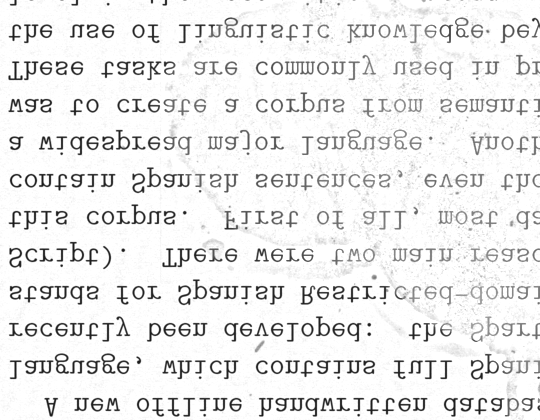 A new offline handwritten databas
language, which contains full Spani
recently been developed: the Spart
stands for Spanish Restricted-domai
Script). There were two main reaso
this corpus. First of all, most da
contain Spanish sentences, even tho
a widespread major language. Anoth
was to create a corpus from semanti
These tasks are commonly used in pr
the use of linguistic knowledge bey